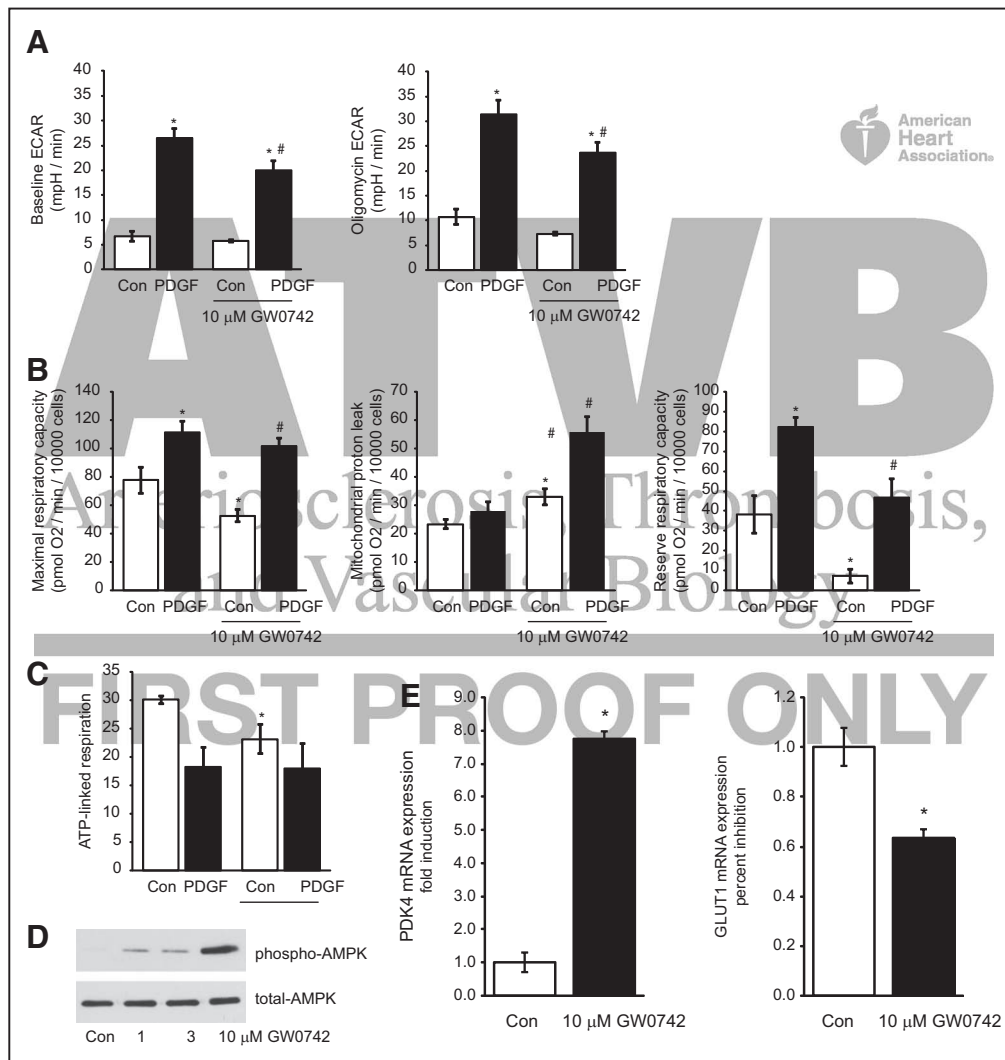 A
Baseline ECAR
(mpH / min)
40
35
30
25
20
15
10
5
0
*
* #
Con PDGF Con PDGF
10 μM GW0742
Oligomycin ECAR
(mpH / min)
40
35
30
25
20
15
10
5
0
*
* #
Con PDGF Con PDGF
10 μM GW0742
American
Heart
Association®
ATVB
B
Maximal respiratory capacity
(pmol O2 / min / 10000 cells)
140
120
100
80
60
40
20
0
*
*
#
Con PDGF Con PDGF
10 μM GW0742
Mitochondrial proton leak
(pmol O2 / min / 10000 cells)
70
60
50
40
30
20
10
0
#
*
#
Con PDGF Con PDGF
10 μM GW0742
Reserve respiratory capacity
(pmol O2 / min / 10000 cells)
90
80
70
60
50
40
30
20
10
0
*
*
#
Con PDGF Con PDGF
10 μM GW0742
Arteriosclerosis, Thrombosis,
and Vascular Biology
FIRST PROOF ONLY
C
ATP-linked respiration
35
30
25
20
15
10
5
0
*
Con PDGF Con PDGF
D
phospho-AMPK
total-AMPK
Con 1 3 10 μM GW0742
E
PDK4 mRNA expression
fold induction
9.0
8.0
7.0
6.0
5.0
4.0
3.0
2.0
1.0
0.0
*
Con 10 μM GW0742
GLUT1 mRNA expression
percent inhibition
1.2
1.0
0.8
0.6
0.4
0.2
0.0
*
Con 10 μM GW0742